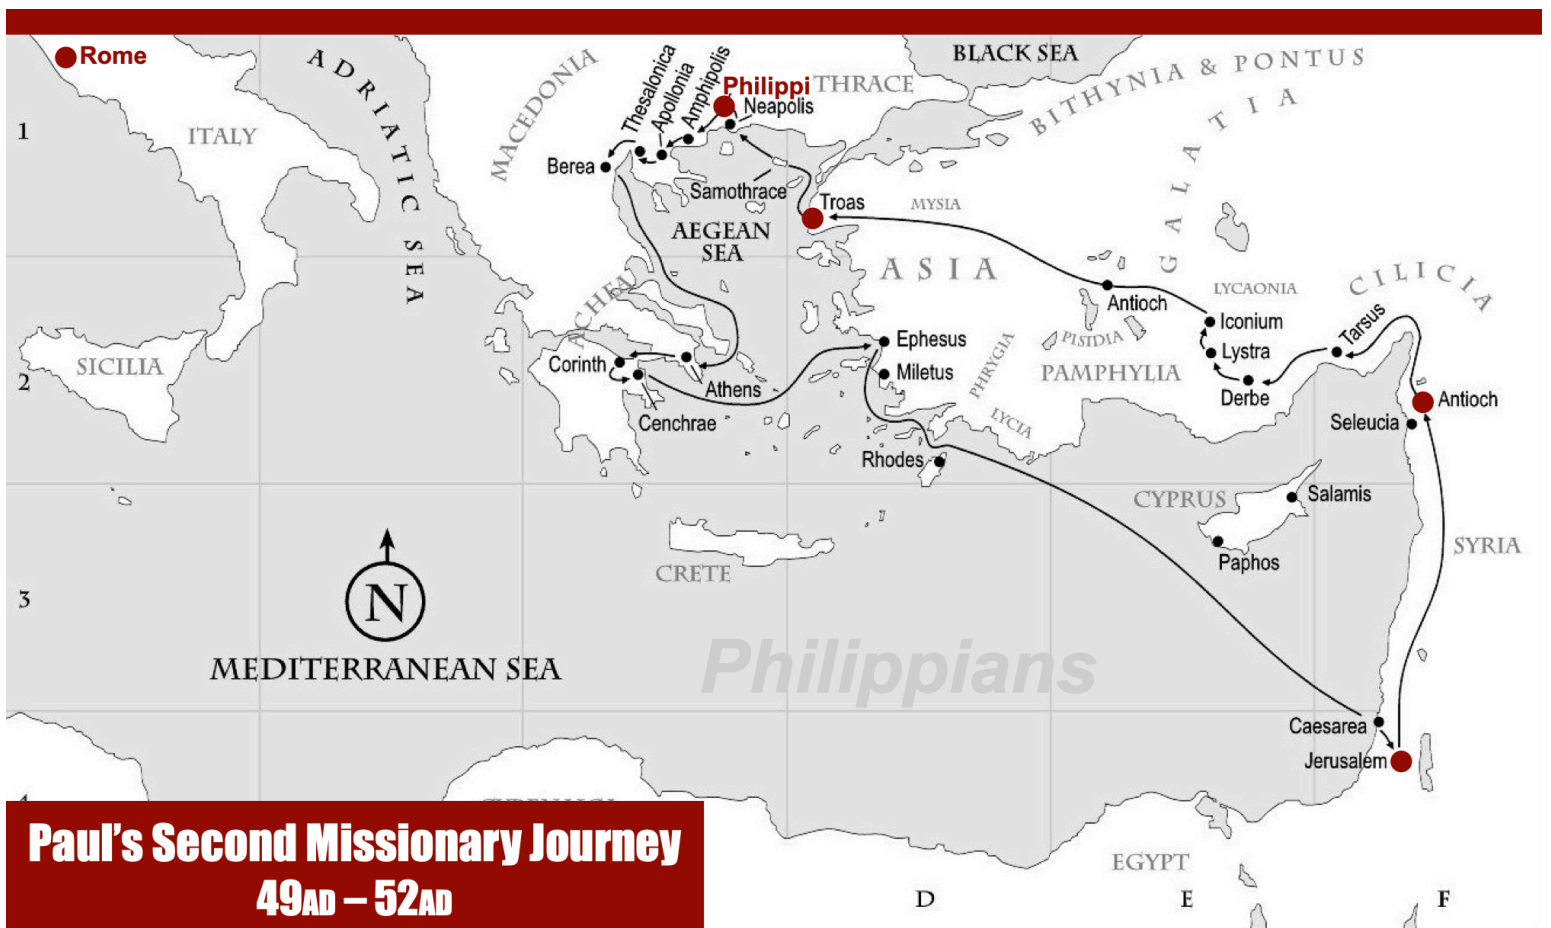 Rome
ADRIATIC SEA
ITALY
MACEDONIA
Thesalonica
Apollonia
Amphipolis
Philippi
Neapolis
THRACE
BLACK SEA
BITHYNIA & PONTUS
GALATIA
1
Berea
Samothrace
Troas
MYSIA
AEGEAN
SEA
ASIA
Antioch
LYCAONIA
CILICIA
Iconium
Tarsus
ACHEA
Ephesus
PISIDIA
Lystra
SICILIA
2
Corinth
Athens
Miletus
PHRYGIA
PAMPHYLIA
Derbe
Antioch
Cenchrae
LYCIA
Seleucia
Rhodes
CYPRUS
Salamis
Paphos
SYRIA
CRETE
3
N
MEDITERRANEAN SEA
Philippians
Caesarea
Jerusalem
Paul's Second Missionary Journey
49AD – 52AD
EGYPT
D
E
F